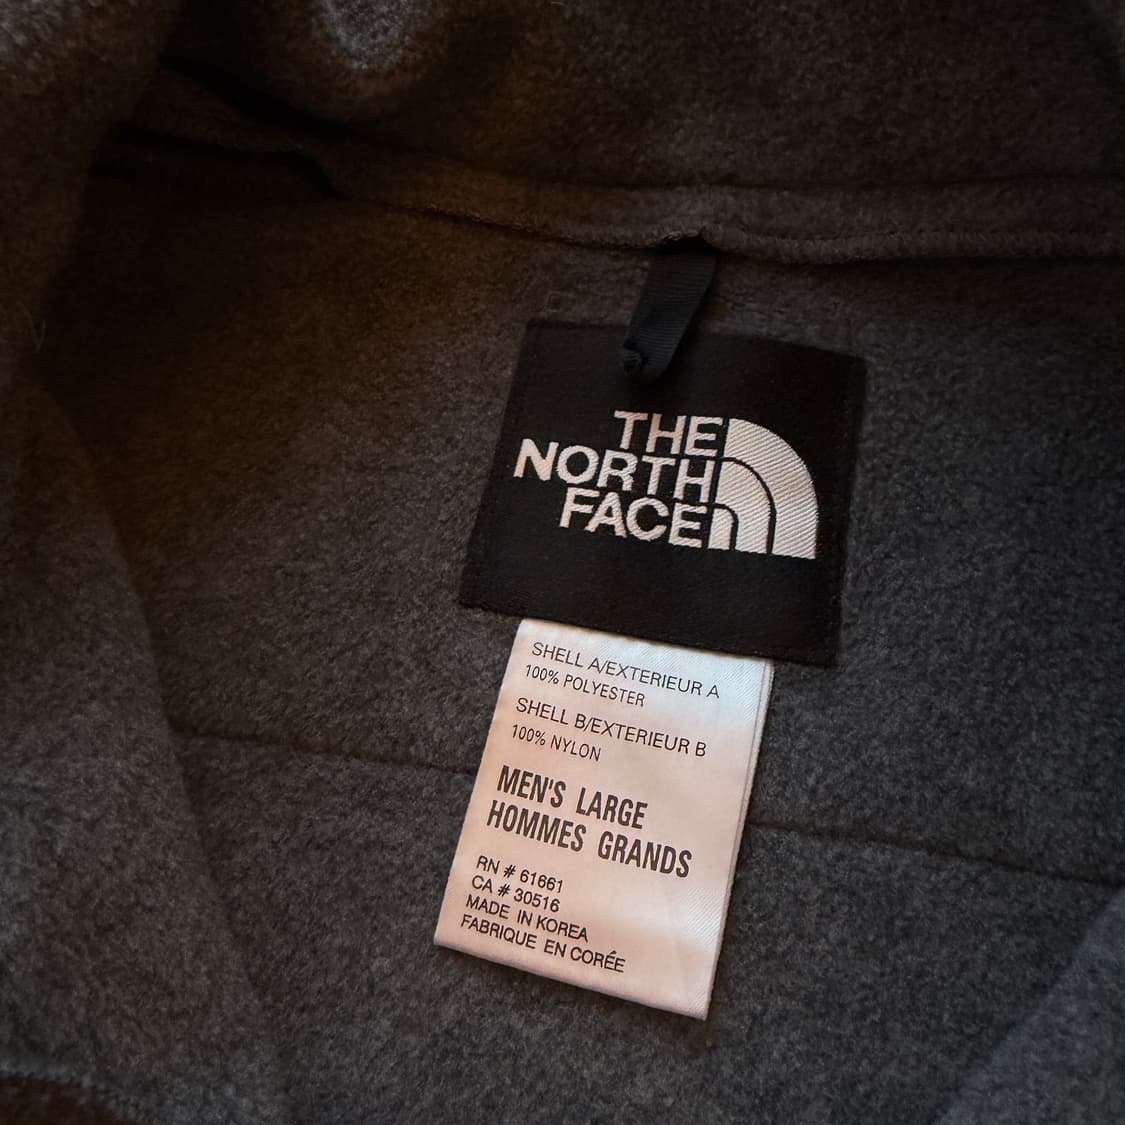 THE
NORTH
FACE
SHELL A/EXTERIEUR A
100% POLYESTER
SHELL B/EXTERIEUR B
100% NYLON
MEN'S LARGE
HOMMES GRANDS
RN # 61661
CA # 30516
MADE IN KOREA
FABRIQUE EN CORÉE